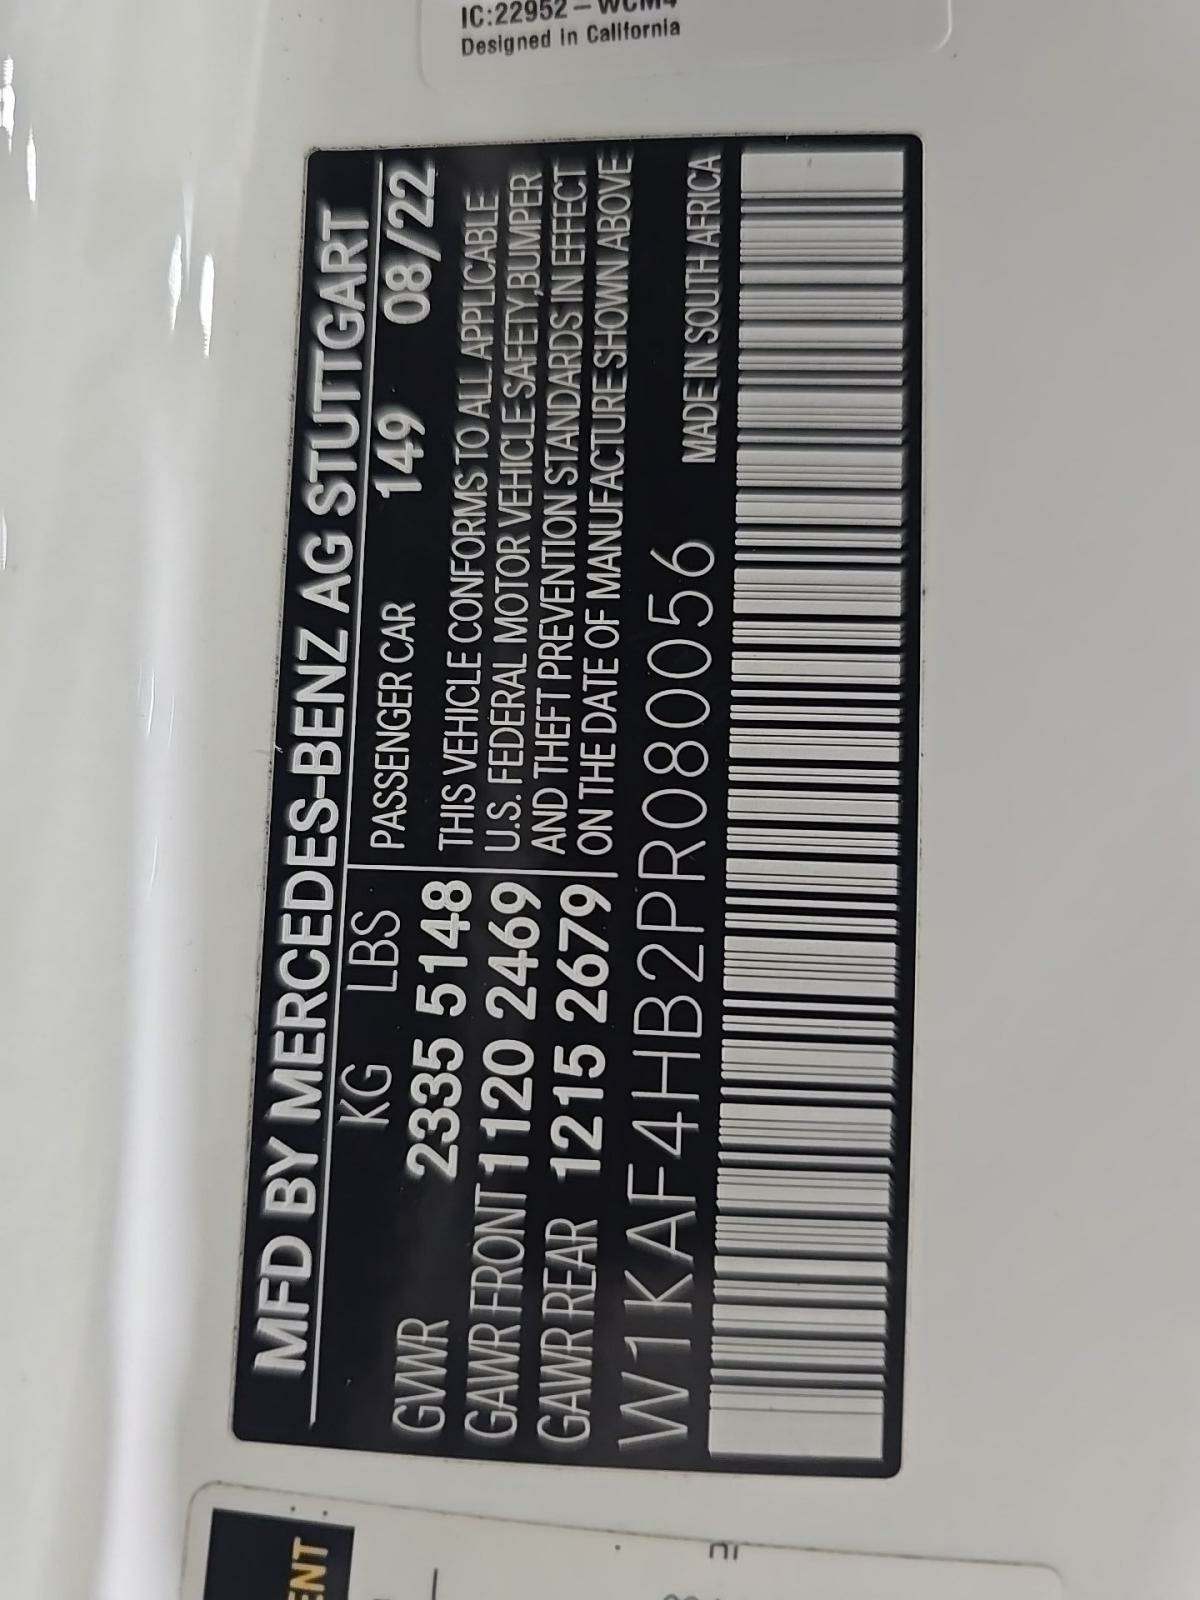 IC:22952-WCM4
Designed in California
MFD BY MERCEDES-BENZ AG STUTTGART
KG LBS
GVWR 2335 5148
GAWR FRONT 1120 2469
GAWR REAR 1215 2679
PASSENGER CAR 149 08/22
THIS VEHICLE CONFORMS TO ALL APPLICABLE
U.S. FEDERAL MOTOR VEHICLE SAFETY,BUMPER
AND THEFT PREVENTION STANDARDS IN EFFECT
ON THE DATE OF MANUFACTURE SHOWN ABOVE
W1KAF4HB2PR080056 MADE IN SOUTH AFRICA
ENT